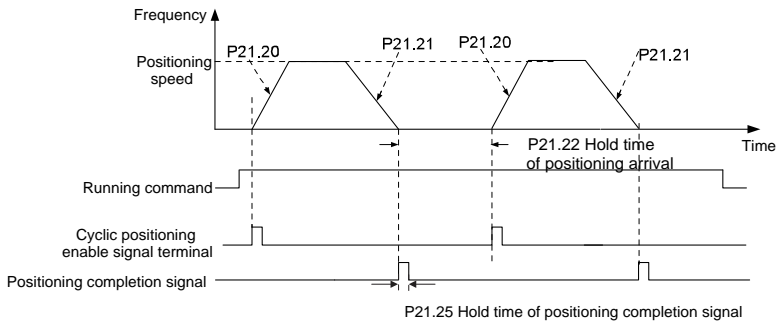 Frequency
P21.20
P21.21
P21.20
P21.21
Positioning
speed
P21.22 Hold time
of positioning arrival
Time
Running command
Cyclic positioning
enable signal terminal
Positioning completion signal
P21.25 Hold time of positioning completion signal